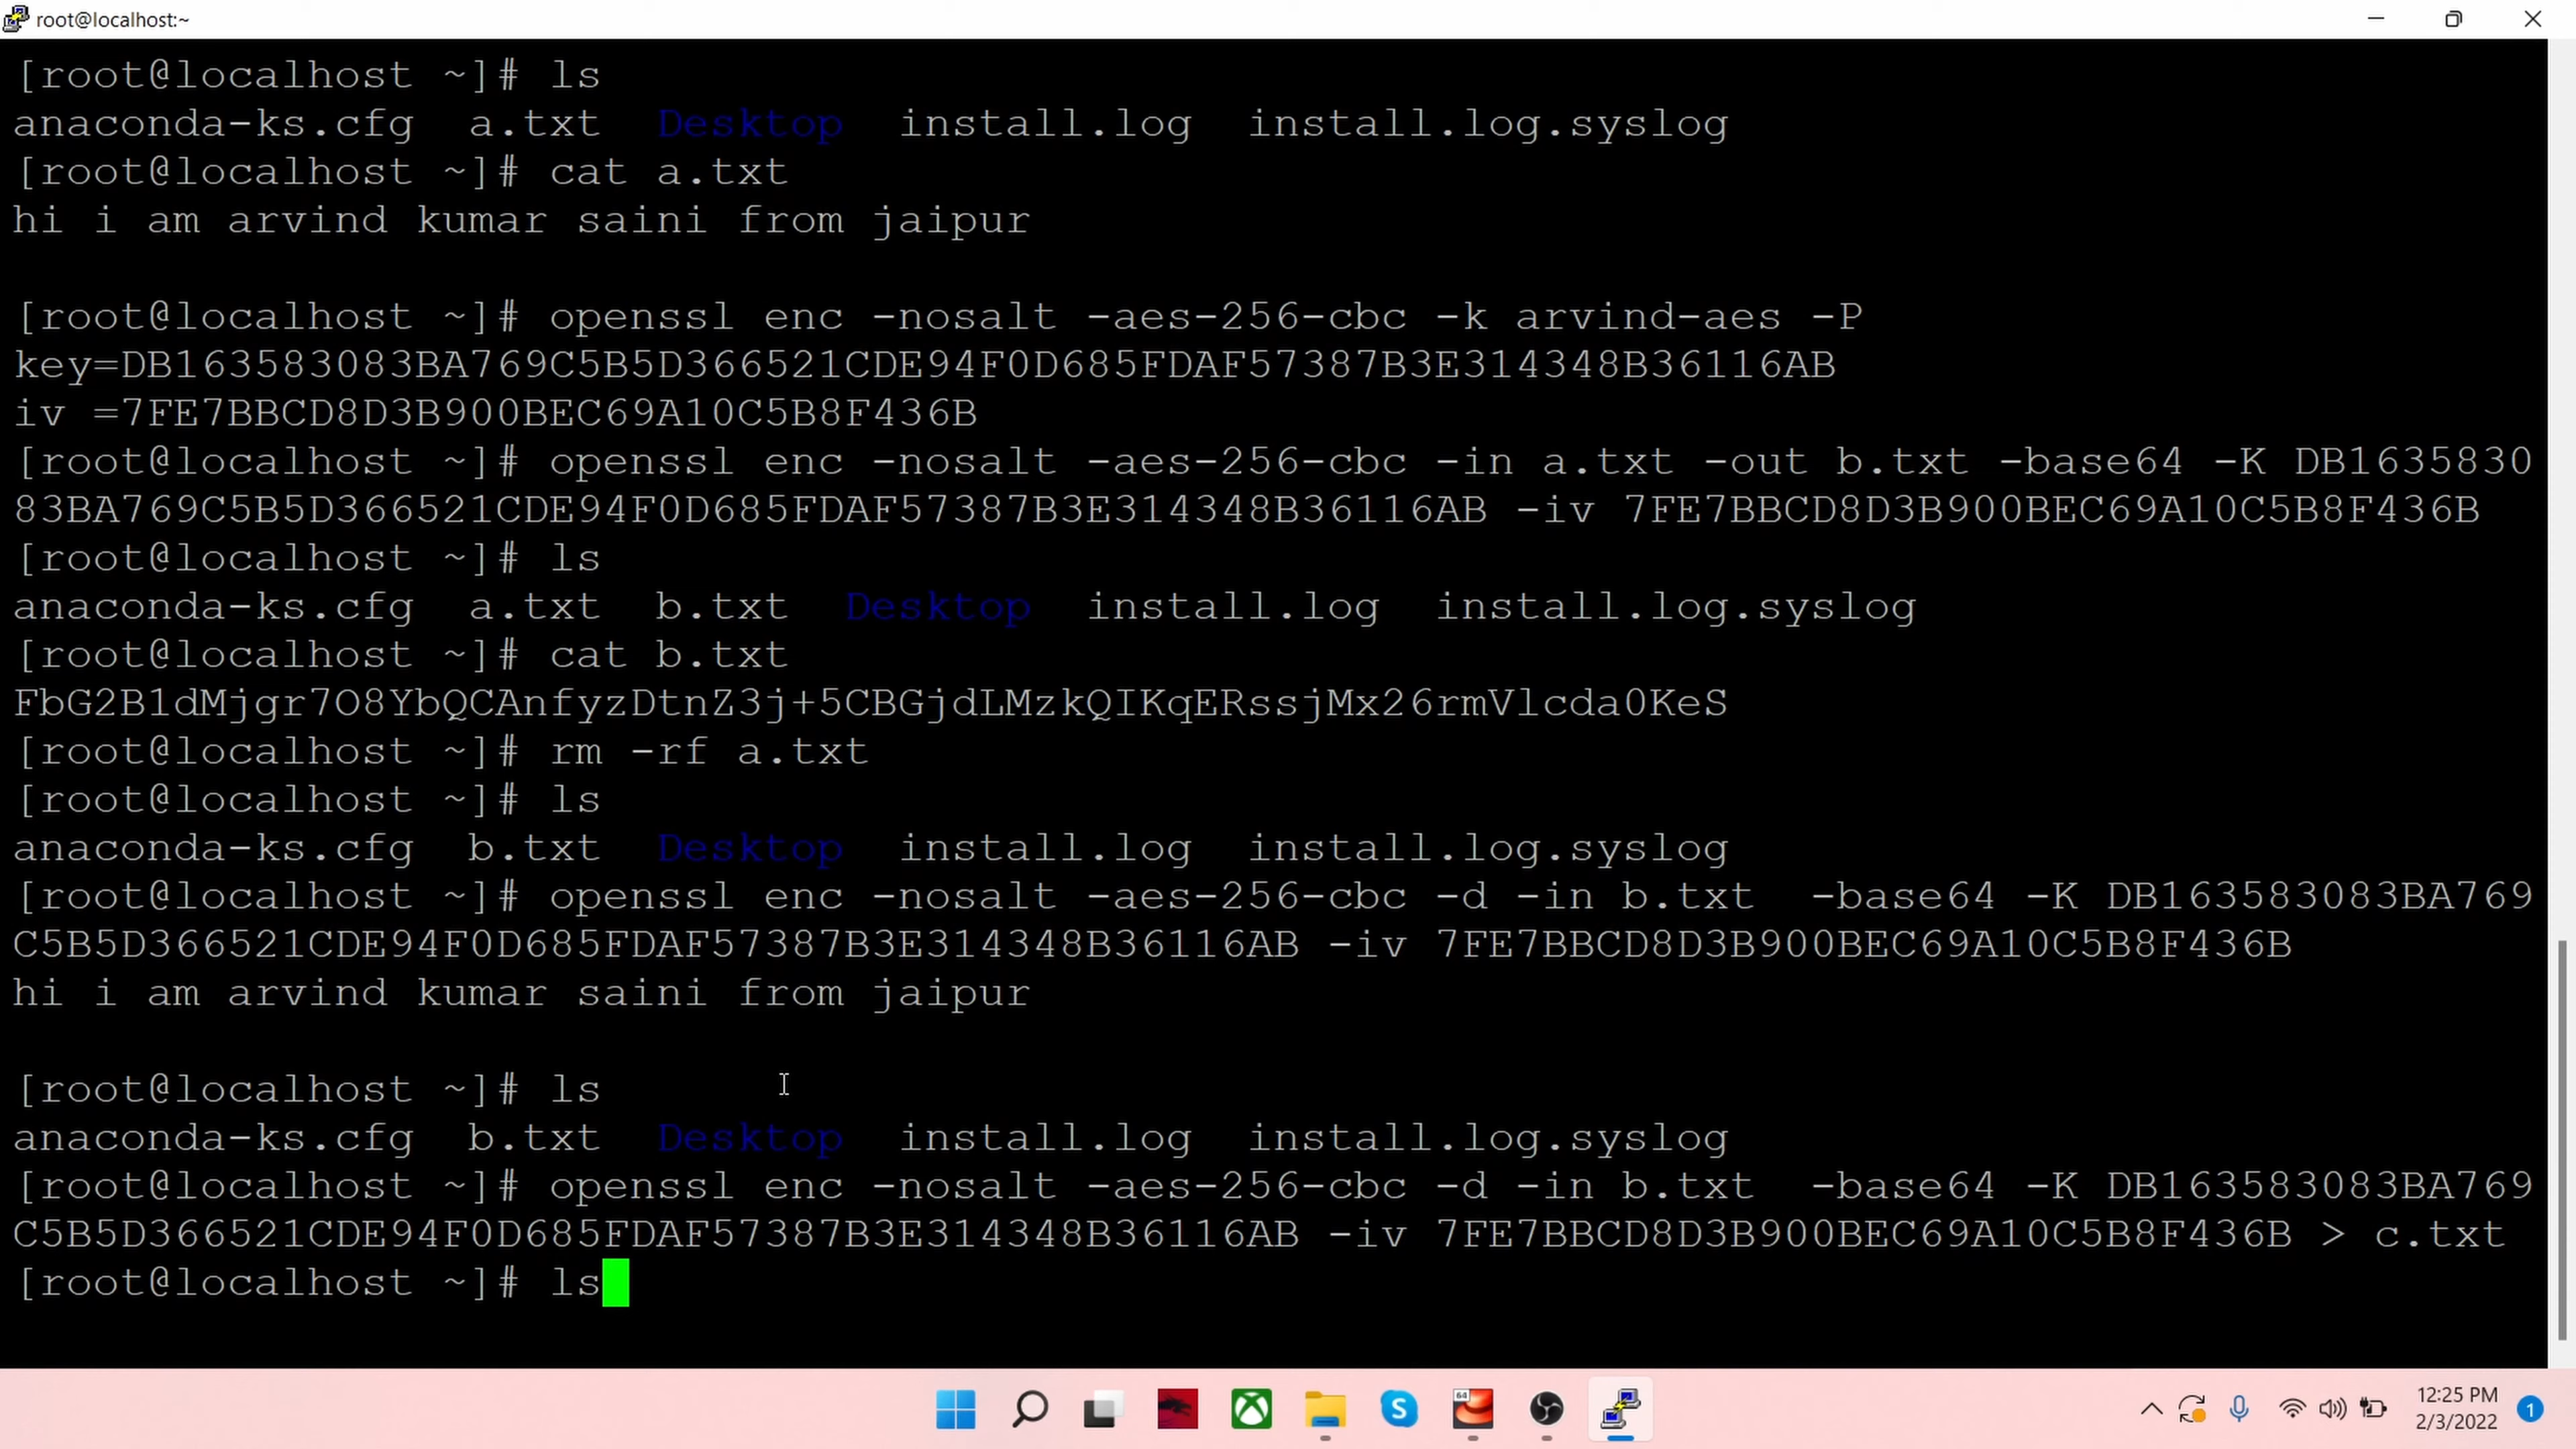 root@localhost:~
[root@localhost ~]# ls
anaconda-ks.cfg  a.txt  Desktop  install.log  install.log.syslog
[root@localhost ~]# cat a.txt
hi i am arvind kumar saini from jaipur
[root@localhost ~]# openssl enc -nosalt -aes-256-cbc -k arvind-aes -P
key=DB163583083BA769C5B5D366521CDE94F0D685FDAF57387B3E314348B36116AB
iv =7FE7BBCD8D3B900BEC69A10C5B8F436B
[root@localhost ~]# openssl enc -nosalt -aes-256-cbc -in a.txt -out b.txt -base64 -K DB1635830
83BA769C5B5D366521CDE94F0D685FDAF57387B3E314348B36116AB -iv 7FE7BBCD8D3B900BEC69A10C5B8F436B
[root@localhost ~]# ls
anaconda-ks.cfg  a.txt  b.txt  Desktop  install.log  install.log.syslog
[root@localhost ~]# cat b.txt
FbG2B1dMjgr7O8YbQCAnfyzDtnZ3j+5CBGjdLMzkQIKqERssjMx26rmVlcda0KeS
[root@localhost ~]# rm -rf a.txt
[root@localhost ~]# ls
anaconda-ks.cfg  b.txt  Desktop  install.log  install.log.syslog
[root@localhost ~]# openssl enc -nosalt -aes-256-cbc -d -in b.txt  -base64 -K DB163583083BA769
C5B5D366521CDE94F0D685FDAF57387B3E314348B36116AB -iv 7FE7BBCD8D3B900BEC69A10C5B8F436B
hi i am arvind kumar saini from jaipur
[root@localhost ~]# ls
anaconda-ks.cfg  b.txt  Desktop  install.log  install.log.syslog
[root@localhost ~]# openssl enc -nosalt -aes-256-cbc -d -in b.txt  -base64 -K DB163583083BA769
C5B5D366521CDE94F0D685FDAF57387B3E314348B36116AB -iv 7FE7BBCD8D3B900BEC69A10C5B8F436B > c.txt
[root@localhost ~]# ls
S
64
12:25 PM
2/3/2022
1